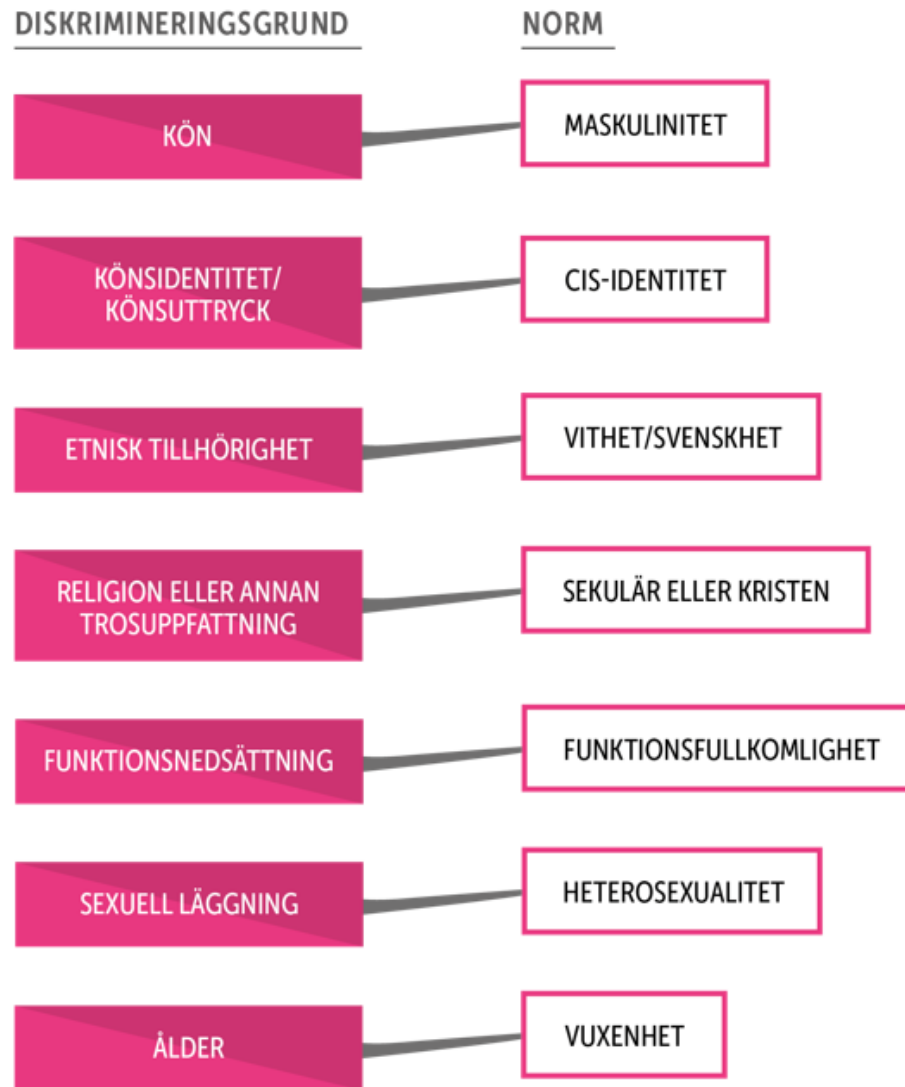 DISKRIMINERINGSGRUND NORM
KÖN MASKULINITET
KÖNSIDENTITET/
KÖNSUTTRYCK
CIS-IDENTITET
ETNISK TILLHÖRIGHET VITHET/SVENSKHET
RELIGION ELLER ANNAN
TROSUPPFATTNING
SEKULÄR ELLER KRISTEN
FUNKTIONSNEDSÄTTNING FUNKTIONSFULLKOMLIGHET
SEXUELL LÄGGNING HETEROSEXUALITET
ÅLDER VUXENHET